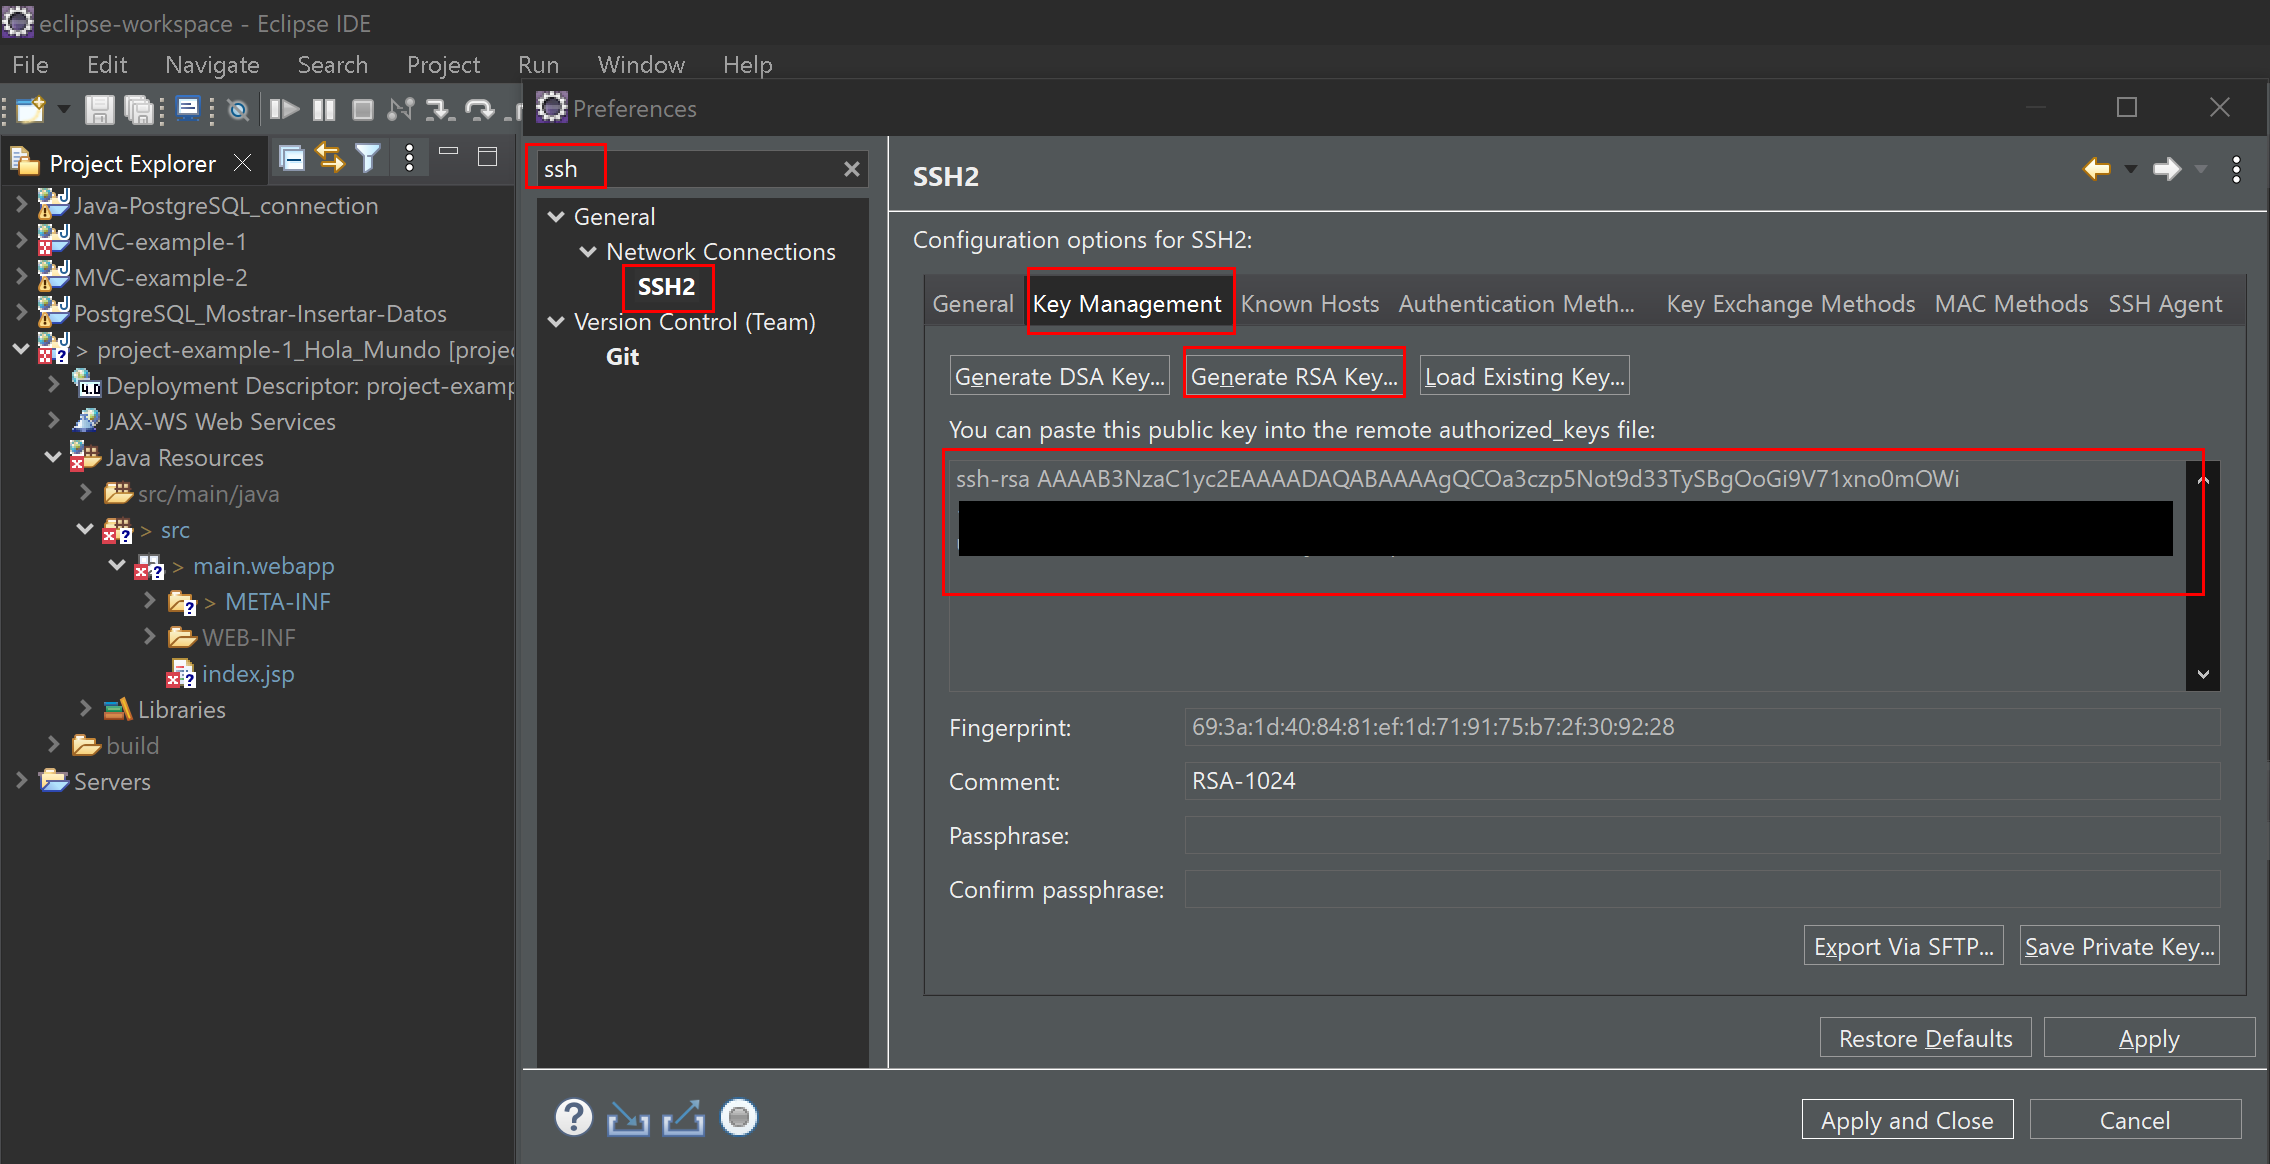 eclipse-workspace - Eclipse IDE
File Edit Navigate Search Project Run Window Help
Preferences
Project Explorer
Java-PostgreSQL_connection
MVC-example-1
MVC-example-2
PostgreSQL_Mostrar-Insertar-Datos
> project-example-1_Hola_Mundo [projec
Deployment Descriptor: project-examp
JAX-WS Web Services
Java Resources
src/main/java
> src
> main.webapp
> META-INF
WEB-INF
index.jsp
Libraries
build
Servers
ssh
General
Network Connections
SSH2
Version Control (Team)
Git
SSH2
Configuration options for SSH2:
General Key Management Known Hosts Authentication Meth... Key Exchange Methods MAC Methods SSH Agent
Generate DSA Key... Generate RSA Key... Load Existing Key...
You can paste this public key into the remote authorized_keys file:
ssh-rsa AAAAB3NzaC1yc2EAAAADAQABAAAAgQCOa3czp5Not9d33TySBgOoGi9V71xno0mOWi
Fingerprint: 69:3a:1d:40:84:81:ef:1d:71:91:75:b7:2f:30:92:28
Comment: RSA-1024
Passphrase:
Confirm passphrase:
Export Via SFTP... Save Private Key...
Restore Defaults Apply
Apply and Close Cancel